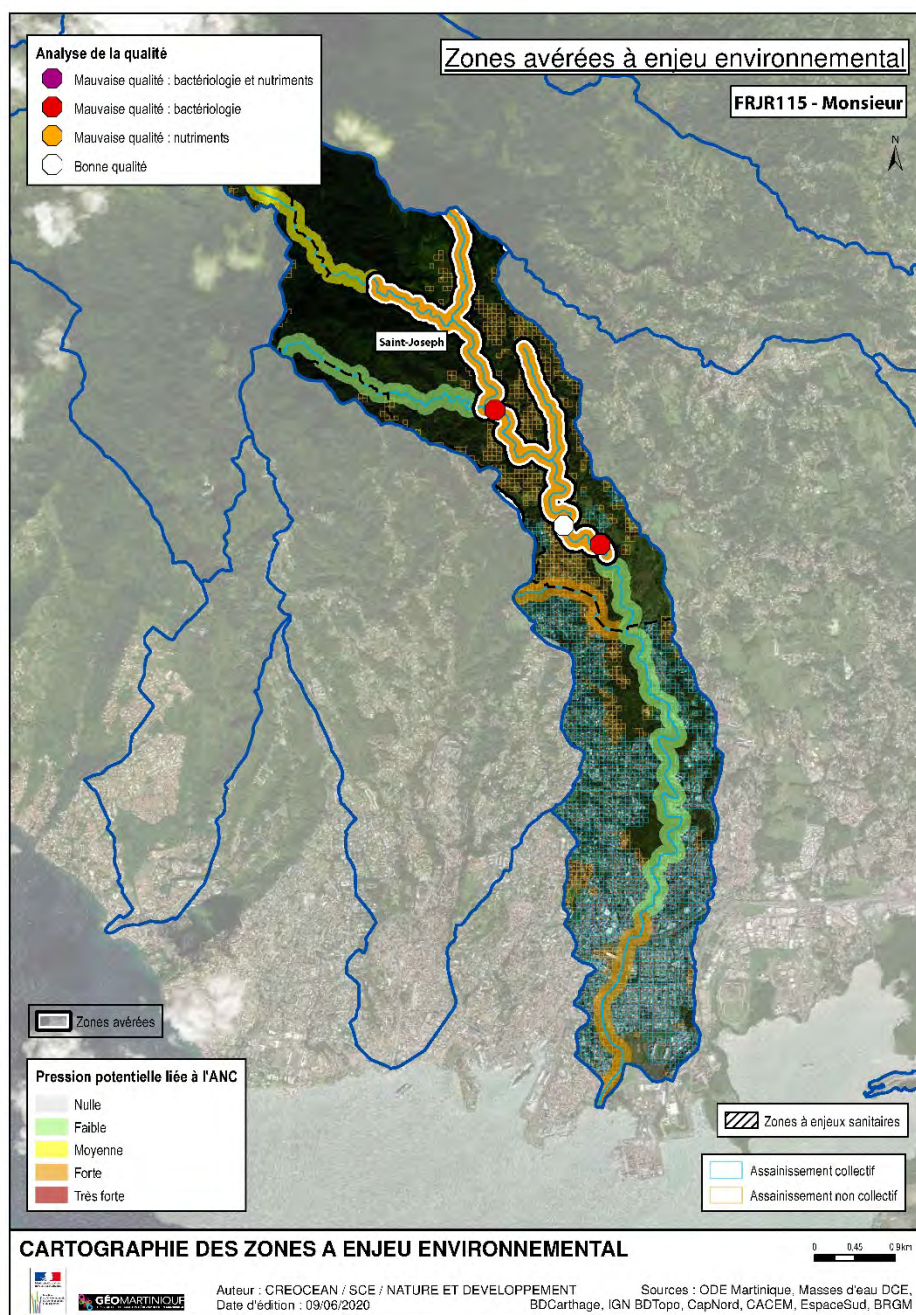 Analyse de la qualité
Mauvaise qualité : bactériologie et nutriments
Mauvaise qualité : bactériologie
Mauvaise qualité : nutriments
Bonne qualité
Zones avérées à enjeu environnemental
FRJR115 - Monsieur
N
Saint-Joseph
Zones avérées
Pression potentielle liée à l'ANC
Nulle
Faible
Moyenne
Forte
Très forte
Zones à enjeux sanitaires
Assainissement collectif
Assainissement non collectif
CARTOGRAPHIE DES ZONES A ENJEU ENVIRONNEMENTAL
0 0,45 0,9km
GÉOMARTINIQUE
Auteur : CREOCEAN / SCE / NATURE ET DEVELOPPEMENT
Date d'édition : 09/06/2020
Sources : ODE Martinique, Masses d'eau DCE,
BDCarthage, IGN BDTopo, CapNord, CACEM, Espace Sud, BRGM